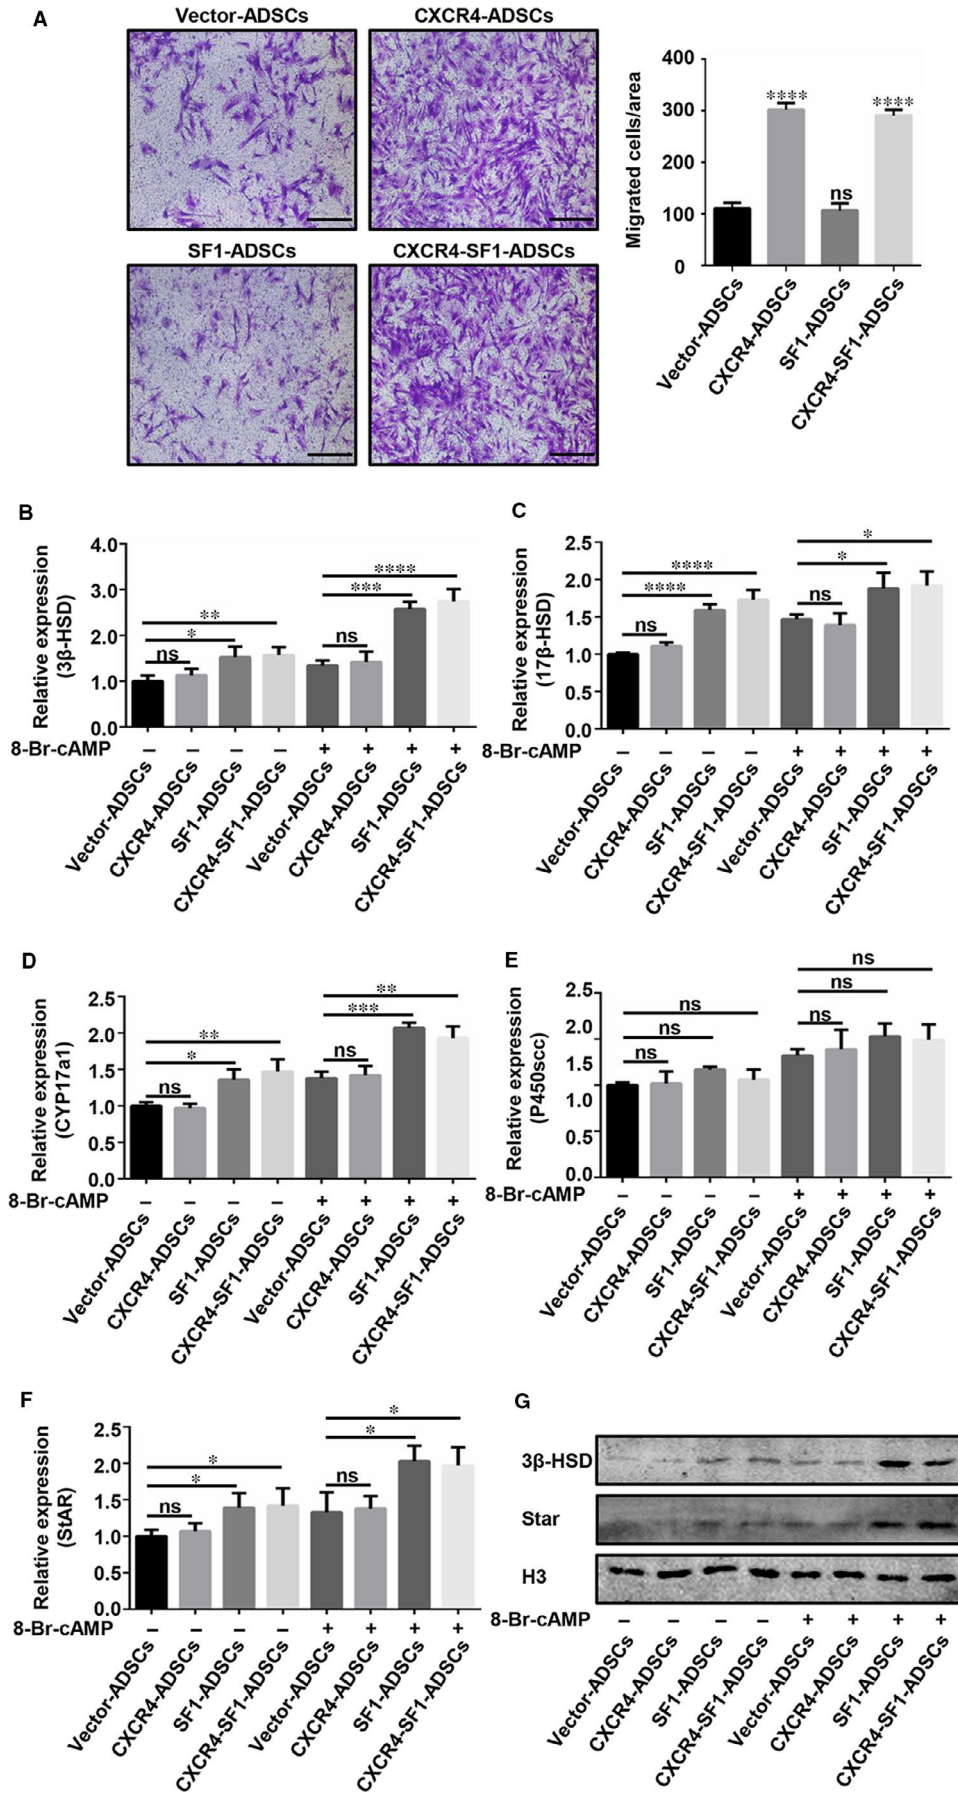 A
Vector-ADSCs
CXCR4-ADSCs
SF1-ADSCs
CXCR4-SF1-ADSCs
Migrated cells/area
400
300
200
100
0
****
ns
****
Vector-ADSCs
CXCR4-ADSCs
SF1-ADSCs
CXCR4-SF1-ADSCs
B
Relative expression
(3β-HSD)
4.0
3.0
2.0
1.0
0.0
ns
*
**
ns
***
****
8-Br-cAMP – – – – + + + +
Vector-ADSCs
CXCR4-ADSCs
SF1-ADSCs
CXCR4-SF1-ADSCs
Vector-ADSCs
CXCR4-ADSCs
SF1-ADSCs
CXCR4-SF1-ADSCs
C
Relative expression
(17β-HSD)
2.5
2.0
1.5
1.0
0.5
0.0
ns
****
****
ns
*
*
8-Br-cAMP – – – – + + + +
Vector-ADSCs
CXCR4-ADSCs
SF1-ADSCs
CXCR4-SF1-ADSCs
Vector-ADSCs
CXCR4-ADSCs
SF1-ADSCs
CXCR4-SF1-ADSCs
D
Relative expression
(CYP17a1)
2.5
2.0
1.5
1.0
0.5
0.0
ns
*
**
ns
***
**
8-Br-cAMP – – – – + + + +
Vector-ADSCs
CXCR4-ADSCs
SF1-ADSCs
CXCR4-SF1-ADSCs
Vector-ADSCs
CXCR4-ADSCs
SF1-ADSCs
CXCR4-SF1-ADSCs
E
Relative expression
(P450scc)
2.5
2.0
1.5
1.0
0.5
0.0
ns
ns
ns
ns
ns
ns
8-Br-cAMP – – – – + + + +
Vector-ADSCs
CXCR4-ADSCs
SF1-ADSCs
CXCR4-SF1-ADSCs
Vector-ADSCs
CXCR4-ADSCs
SF1-ADSCs
CXCR4-SF1-ADSCs
F
Relative expression
(StAR)
2.5
2.0
1.5
1.0
0.5
0.0
ns
*
*
ns
*
*
8-Br-cAMP – – – – + + + +
Vector-ADSCs
CXCR4-ADSCs
SF1-ADSCs
CXCR4-SF1-ADSCs
Vector-ADSCs
CXCR4-ADSCs
SF1-ADSCs
CXCR4-SF1-ADSCs
G
3β-HSD
Star
H3
8-Br-cAMP – – – – + + + +
Vector-ADSCs
CXCR4-ADSCs
SF1-ADSCs
CXCR4-SF1-ADSCs
Vector-ADSCs
CXCR4-ADSCs
SF1-ADSCs
CXCR4-SF1-ADSCs